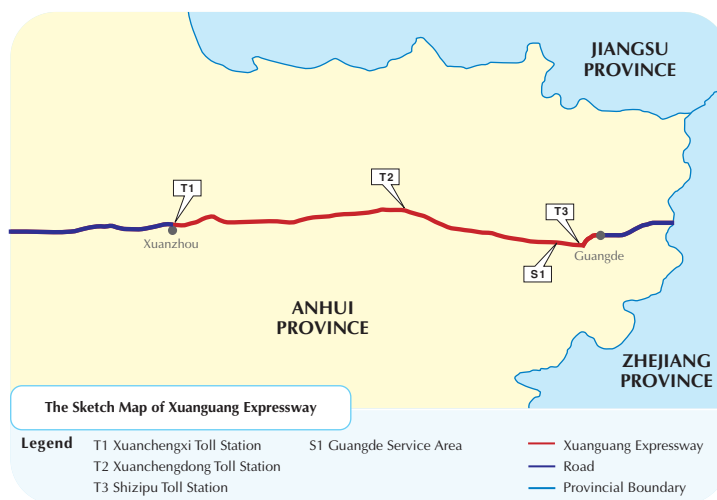 JIANGSU
PROVINCE
T1
T2
T3
Xuanzhou
Guangde
S1
ANHUI
PROVINCE
ZHEJIANG
PROVINCE
The Sketch Map of Xuanguang Expressway
Legend
T1 Xuanchengxi Toll Station
T2 Xuanchengdong Toll Station
T3 Shizipu Toll Station
S1 Guangde Service Area
Xuanguang Expressway
Road
Provincial Boundary